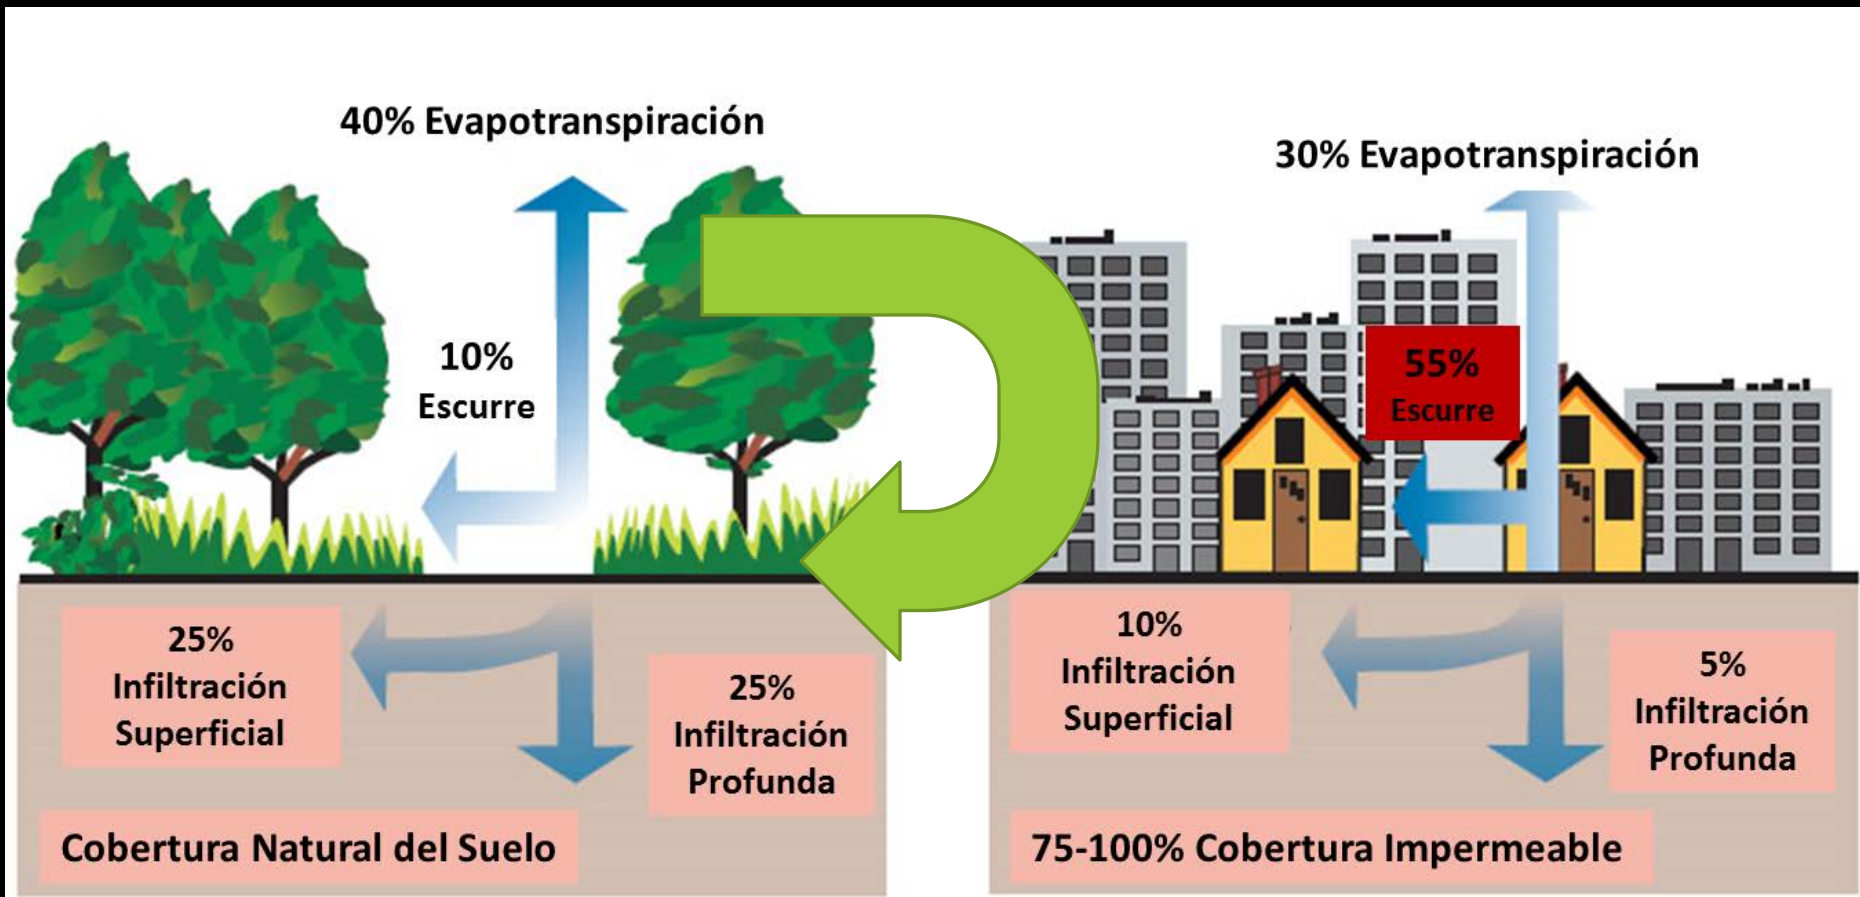 40% Evapotranspiración
10%
Escurre
25%
Infiltración
Superficial
25%
Infiltración
Profunda
Cobertura Natural del Suelo
30% Evapotranspiración
55%
Escurre
10%
Infiltración
Superficial
5%
Infiltración
Profunda
75-100% Cobertura Impermeable